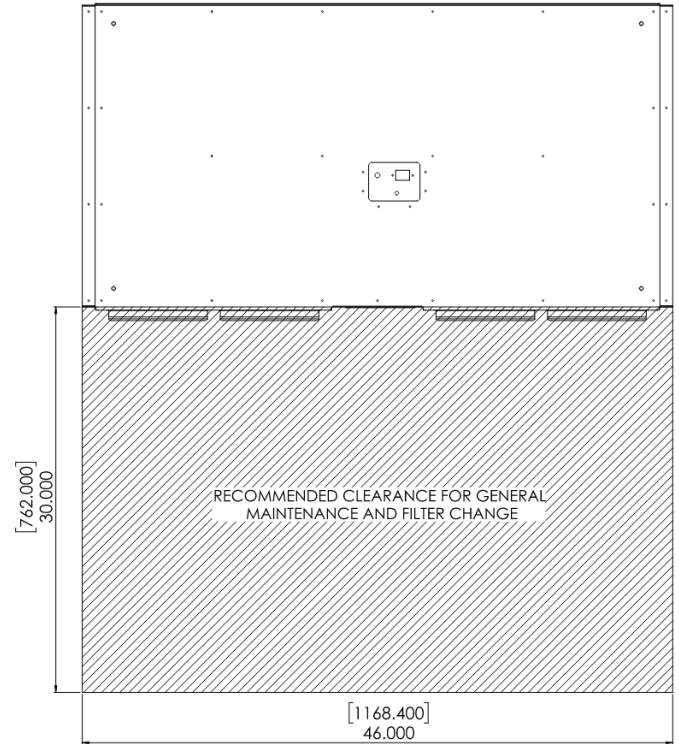 RECOMMENDED CLEARANCE FOR GENERAL
MAINTENANCE AND FILTER CHANGE
[762.000]
30.000
[1168.400]
46.000